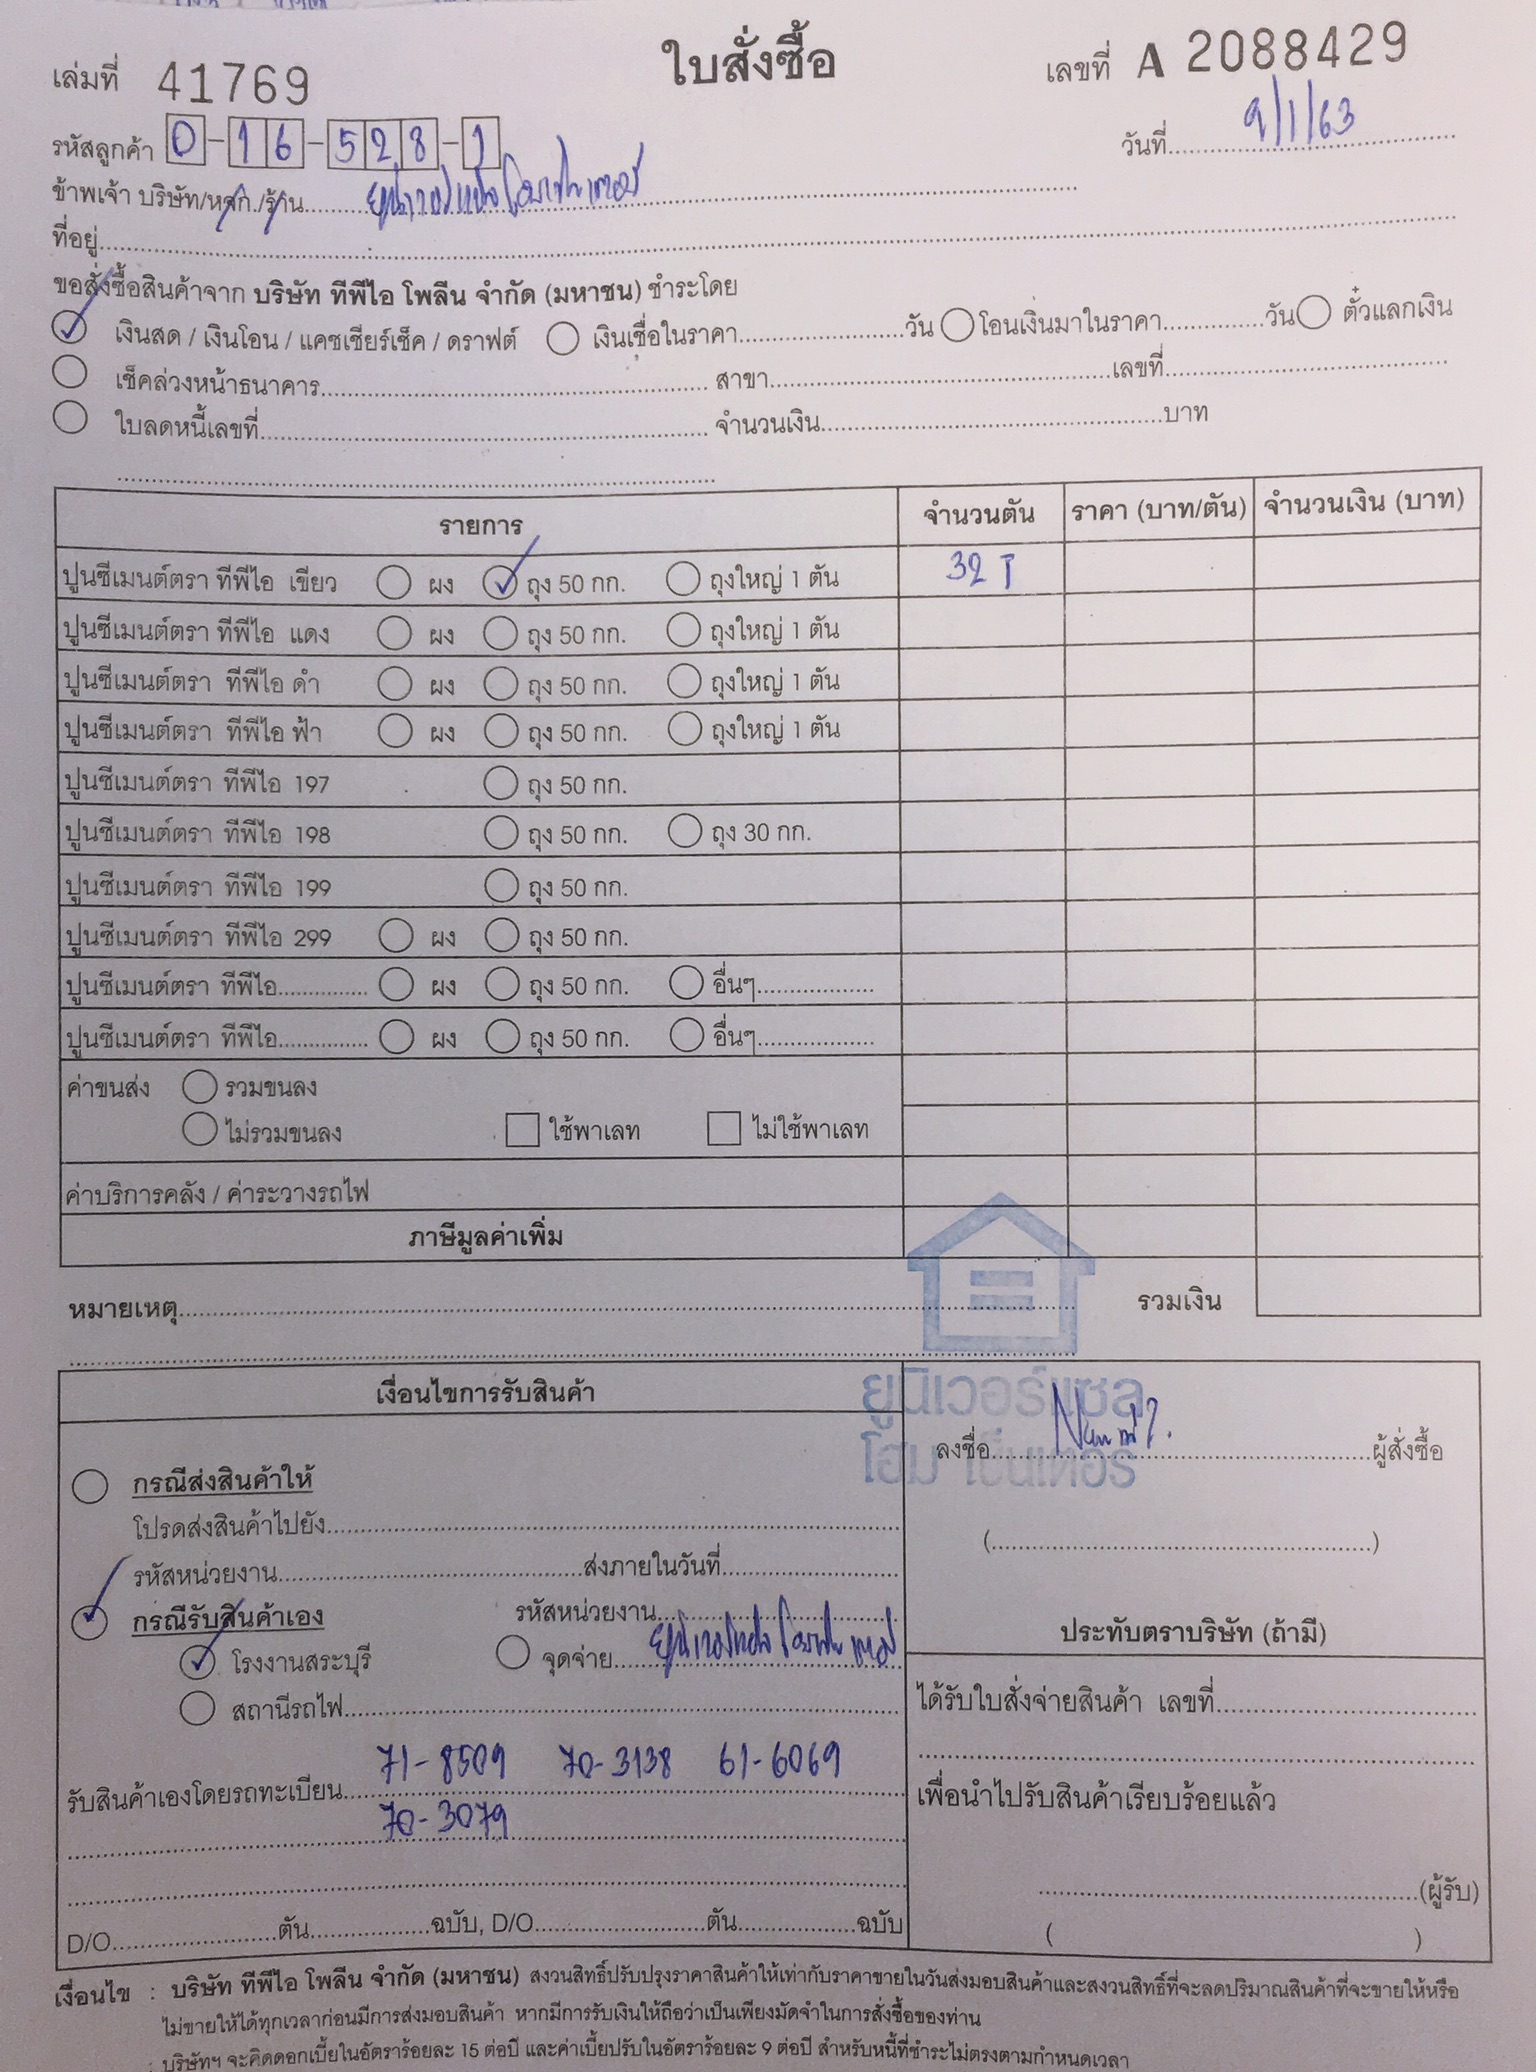 ใบสั่งซื้อ
เล่มที่ 41769
เลขที่ A 2088429
รหัสลูกค้า 0-16-528-1
วันที่ 9/1/63
ข้าพเจ้า บริษัท/หจก./ร้าน ยูนิเวอร์แซลโฮมเซ็นเตอร์
ที่อยู่
ขอสั่งซื้อสินค้าจาก บริษัท ทีพีไอ โพลีน จำกัด (มหาชน) ชำระโดย
เงินสด / เงินโอน / แคชเชียร์เช็ค / ดราฟต์ เงินเชื่อในราคา วัน โอนเงินมาในราคา วัน ตั๋วแลกเงิน
เช็คล่วงหน้าธนาคาร สาขา เลขที่
ใบลดหนี้เลขที่ จำนวนเงิน บาท
รายการ จำนวนตัน ราคา (บาท/ตัน) จำนวนเงิน (บาท)
ปูนซีเมนต์ตรา ทีพีไอ เขียว ผง ถุง 50 กก. ถุงใหญ่ 1 ตัน 32 T
ปูนซีเมนต์ตรา ทีพีไอ แดง ผง ถุง 50 กก. ถุงใหญ่ 1 ตัน
ปูนซีเมนต์ตรา ทีพีไอ ดำ ผง ถุง 50 กก. ถุงใหญ่ 1 ตัน
ปูนซีเมนต์ตรา ทีพีไอ ฟ้า ผง ถุง 50 กก. ถุงใหญ่ 1 ตัน
ปูนซีเมนต์ตรา ทีพีไอ 197 ถุง 50 กก.
ปูนซีเมนต์ตรา ทีพีไอ 198 ถุง 50 กก. ถุง 30 กก.
ปูนซีเมนต์ตรา ทีพีไอ 199 ถุง 50 กก.
ปูนซีเมนต์ตรา ทีพีไอ 299 ผง ถุง 50 กก.
ปูนซีเมนต์ตรา ทีพีไอ ผง ถุง 50 กก. อื่นๆ
ปูนซีเมนต์ตรา ทีพีไอ ผง ถุง 50 กก. อื่นๆ
ค่าขนส่ง รวมขนลง
ไม่รวมขนลง ใช้พาเลท ไม่ใช้พาเลท
ค่าบริการคลัง / ค่าระวางรถไฟ
ภาษีมูลค่าเพิ่ม
หมายเหตุ รวมเงิน
เงื่อนไขการรับสินค้า
ยูนิเวอร์แซล
โฮม เซ็นเทอร์
ลงชื่อ ผู้สั่งซื้อ
กรณีส่งสินค้าให้
โปรดส่งสินค้าไปยัง
( )
รหัสหน่วยงาน ส่งภายในวันที่
กรณีรับสินค้าเอง รหัสหน่วยงาน
ประทับตราบริษัท (ถ้ามี)
โรงงานสระบุรี จุดจ่าย ยูนิเวอร์แซลโฮมเซ็นเตอร์
สถานีรถไฟ
ได้รับใบสั่งจ่ายสินค้า เลขที่
71-8509 70-3138 61-6069
รับสินค้าเองโดยรถทะเบียน
เพื่อนำไปรับสินค้าเรียบร้อยแล้ว
70-3079
(ผู้รับ)
D/O ตัน ฉบับ, D/O ตัน ฉบับ
( )
เงื่อนไข : บริษัท ทีพีไอ โพลีน จำกัด (มหาชน) สงวนสิทธิ์ปรับปรุงราคาสินค้าให้เท่ากับราคาขายในวันส่งมอบสินค้าและสงวนสิทธิ์ที่จะลดปริมาณสินค้าที่จะขายให้หรือ
ไม่ขายให้ได้ทุกเวลาก่อนมีการส่งมอบสินค้า หากมีการรับเงินให้ถือว่าเป็นเพียงมัดจำในการสั่งซื้อของท่าน
: บริษัทฯ จะคิดดอกเบี้ยในอัตราร้อยละ 15 ต่อปี และค่าเบี้ยปรับในอัตราร้อยละ 9 ต่อปี สำหรับหนี้ที่ชำระไม่ตรงตามกำหนดเวลา